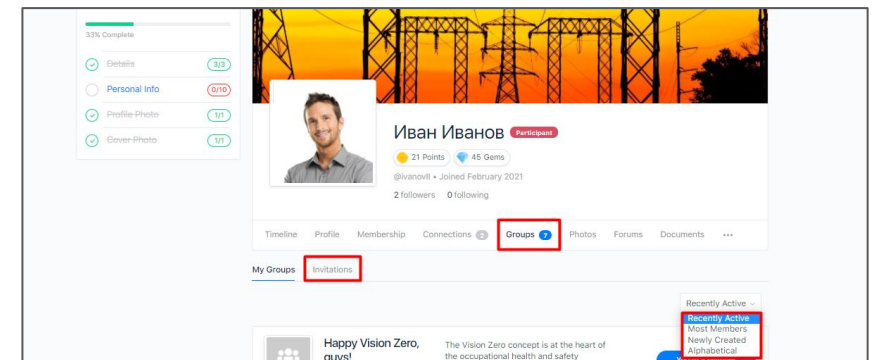 33% Complete
Details 3/3
Personal Info 0/10
Profile Photo 1/1
Cover Photo 1/1
Иван Иванов Participant
21 Points 45 Gems
@ivanovII • Joined February 2021
2 followers 0 following
Timeline Profile Membership Connections 2 Groups 7 Photos Forums Documents •••
My Groups Invitations
Recently Active
Recently Active
Most Members
Newly Created
Alphabetical
Happy Vision Zero,
guys!
The Vision Zero concept is at the heart of
the occupational health and safety